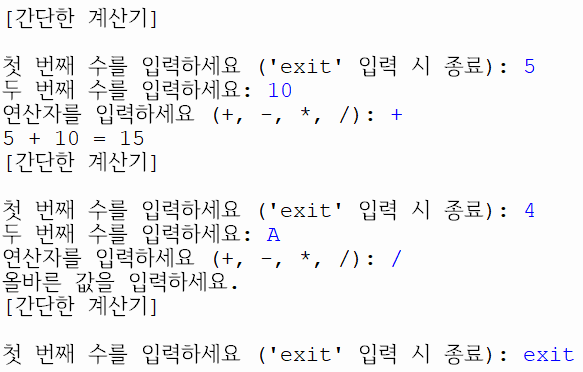 [간단한 계산기]
첫 번째 수를 입력하세요 ('exit' 입력 시 종료): 5
두 번째 수를 입력하세요: 10
연산자를 입력하세요 (+, -, *, /): +
5 + 10 = 15
[간단한 계산기]
첫 번째 수를 입력하세요 ('exit' 입력 시 종료): 4
두 번째 수를 입력하세요: A
연산자를 입력하세요 (+, -, *, /): /
올바른 값을 입력하세요.
[간단한 계산기]
첫 번째 수를 입력하세요 ('exit' 입력 시 종료): exit